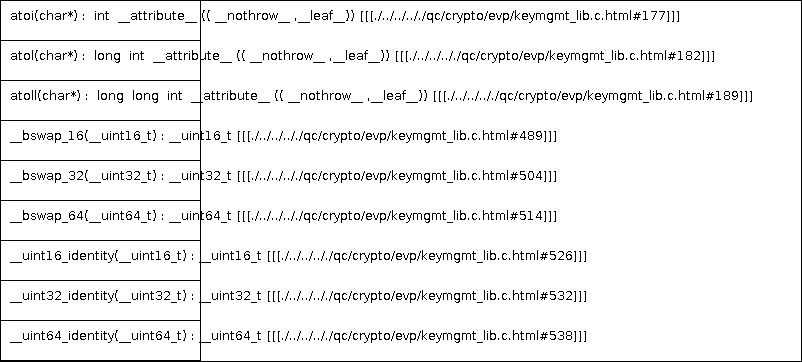 atoi(char*) : int __attribute__ (( __nothrow__ ,__leaf__)) [[[./../../../qc/crypto/evp/keymgmt_lib.c.html#177]]]
atol(char*) : long int __attribute__ (( __nothrow__ ,__leaf__)) [[[./../../../qc/crypto/evp/keymgmt_lib.c.html#182]]]
atoll(char*) : long long int __attribute__ (( __nothrow__ ,__leaf__)) [[[./../../../qc/crypto/evp/keymgmt_lib.c.html#189]]]
__bswap_16(__uint16_t) : __uint16_t [[[./../../../qc/crypto/evp/keymgmt_lib.c.html#489]]]
__bswap_32(__uint32_t) : __uint32_t [[[./../../../qc/crypto/evp/keymgmt_lib.c.html#504]]]
__bswap_64(__uint64_t) : __uint64_t [[[./../../../qc/crypto/evp/keymgmt_lib.c.html#514]]]
__uint16_identity(__uint16_t) : __uint16_t [[[./../../../qc/crypto/evp/keymgmt_lib.c.html#526]]]
__uint32_identity(__uint32_t) : __uint32_t [[[./../../../qc/crypto/evp/keymgmt_lib.c.html#532]]]
__uint64_identity(__uint64_t) : __uint64_t [[[./../../../qc/crypto/evp/keymgmt_lib.c.html#538]]]